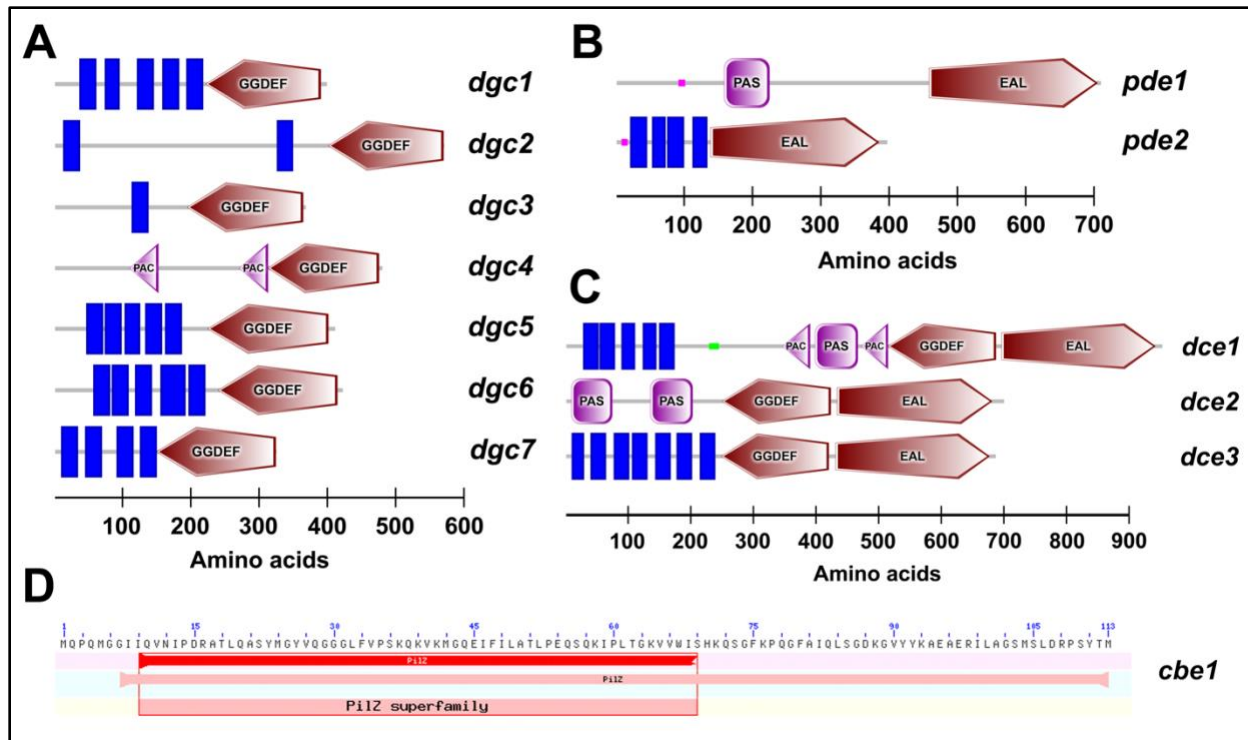 A
GGDEF dgc1
GGDEF dgc2
GGDEF dgc3
PAC PAC GGDEF dgc4
GGDEF dgc5
GGDEF dgc6
GGDEF dgc7
100 200 300 400 500 600
Amino acids
B
PAS EAL pde1
EAL pde2
100 200 300 400 500 600 700
Amino acids
C
PAC PAS PAC GGDEF EAL dce1
PAS PAS GGDEF EAL dce2
GGDEF EAL dce3
100 200 300 400 500 600 700 800 900
Amino acids
D
1 15 30 45 60 75 90 105 113
MQPQMGGIIQVNIPDRATLQASYMGYVQGGGLFVPSKQKVKMGQEIFILATLPEQSQKIPLTGKVVWISHKQSGFKPQGFAIQLSGDKGVYYKAEAERILAGSMSLDRPSYTM
PilZ
PilZ cbe1
PilZ superfamily